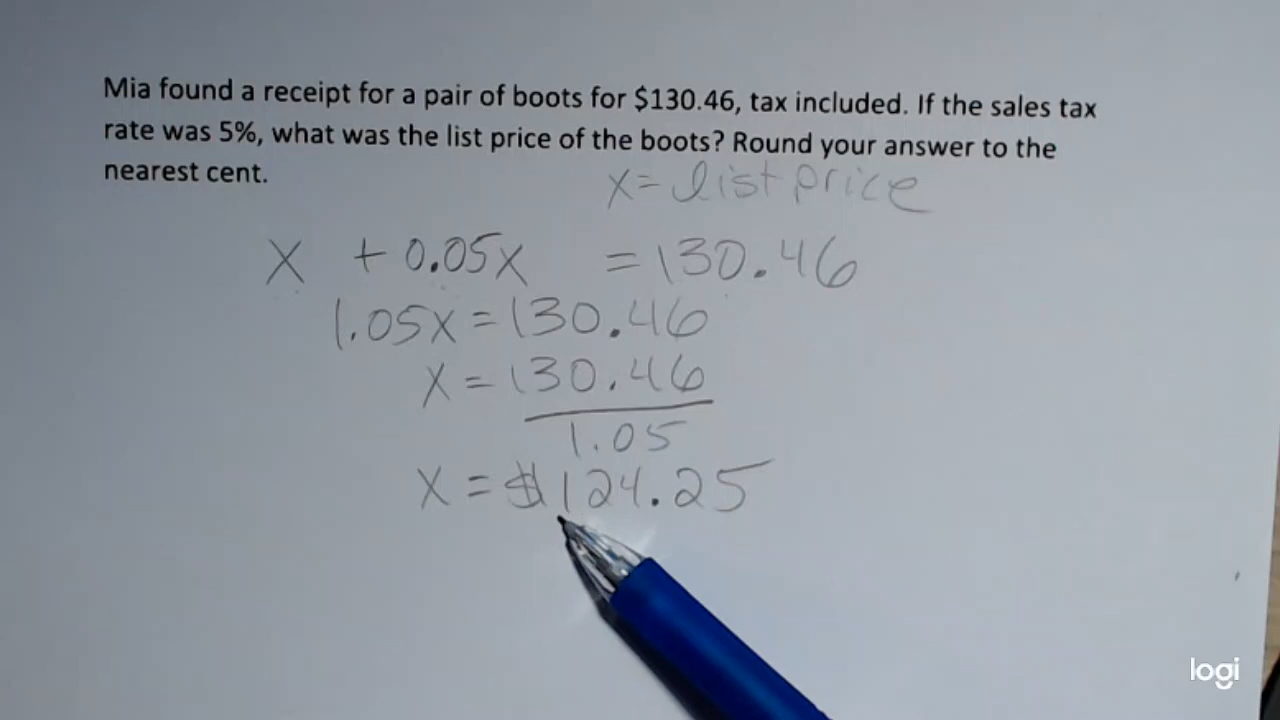 Mia found a receipt for a pair of boots for $130.46, tax included. If the sales tax
rate was 5%, what was the list price of the boots? Round your answer to the
nearest cent.
x = list price
x + 0.05x = 130.46
1.05x = 130.46
x = 130.46
1.05
x = $124.25
logi